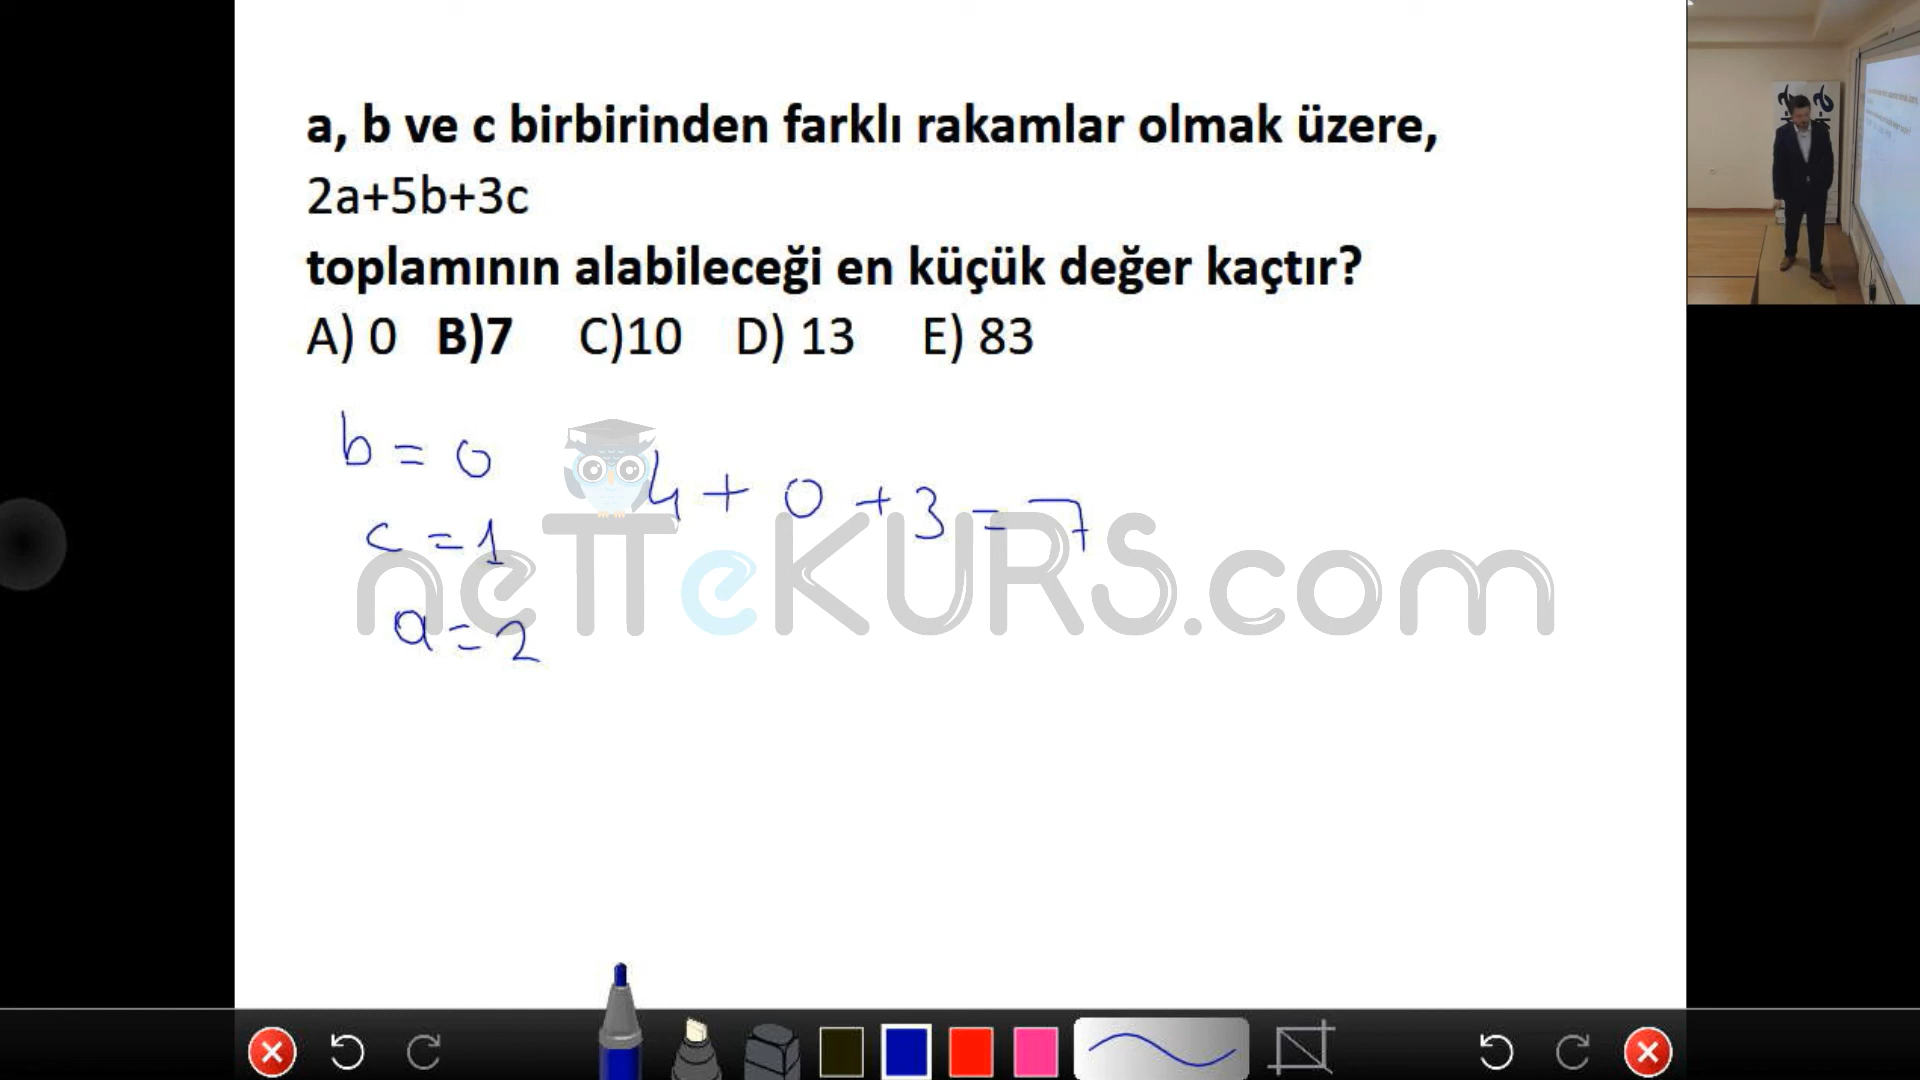 a, b ve c birbirinden farklı rakamlar olmak üzere,
2a+5b+3c
toplamının alabileceği en küçük değer kaçtır?
A) 0 B)7 C)10 D) 13 E) 83
b = 0
4 + 0 + 3 = 7
c = 1
a = 2
neTTeKURS.com